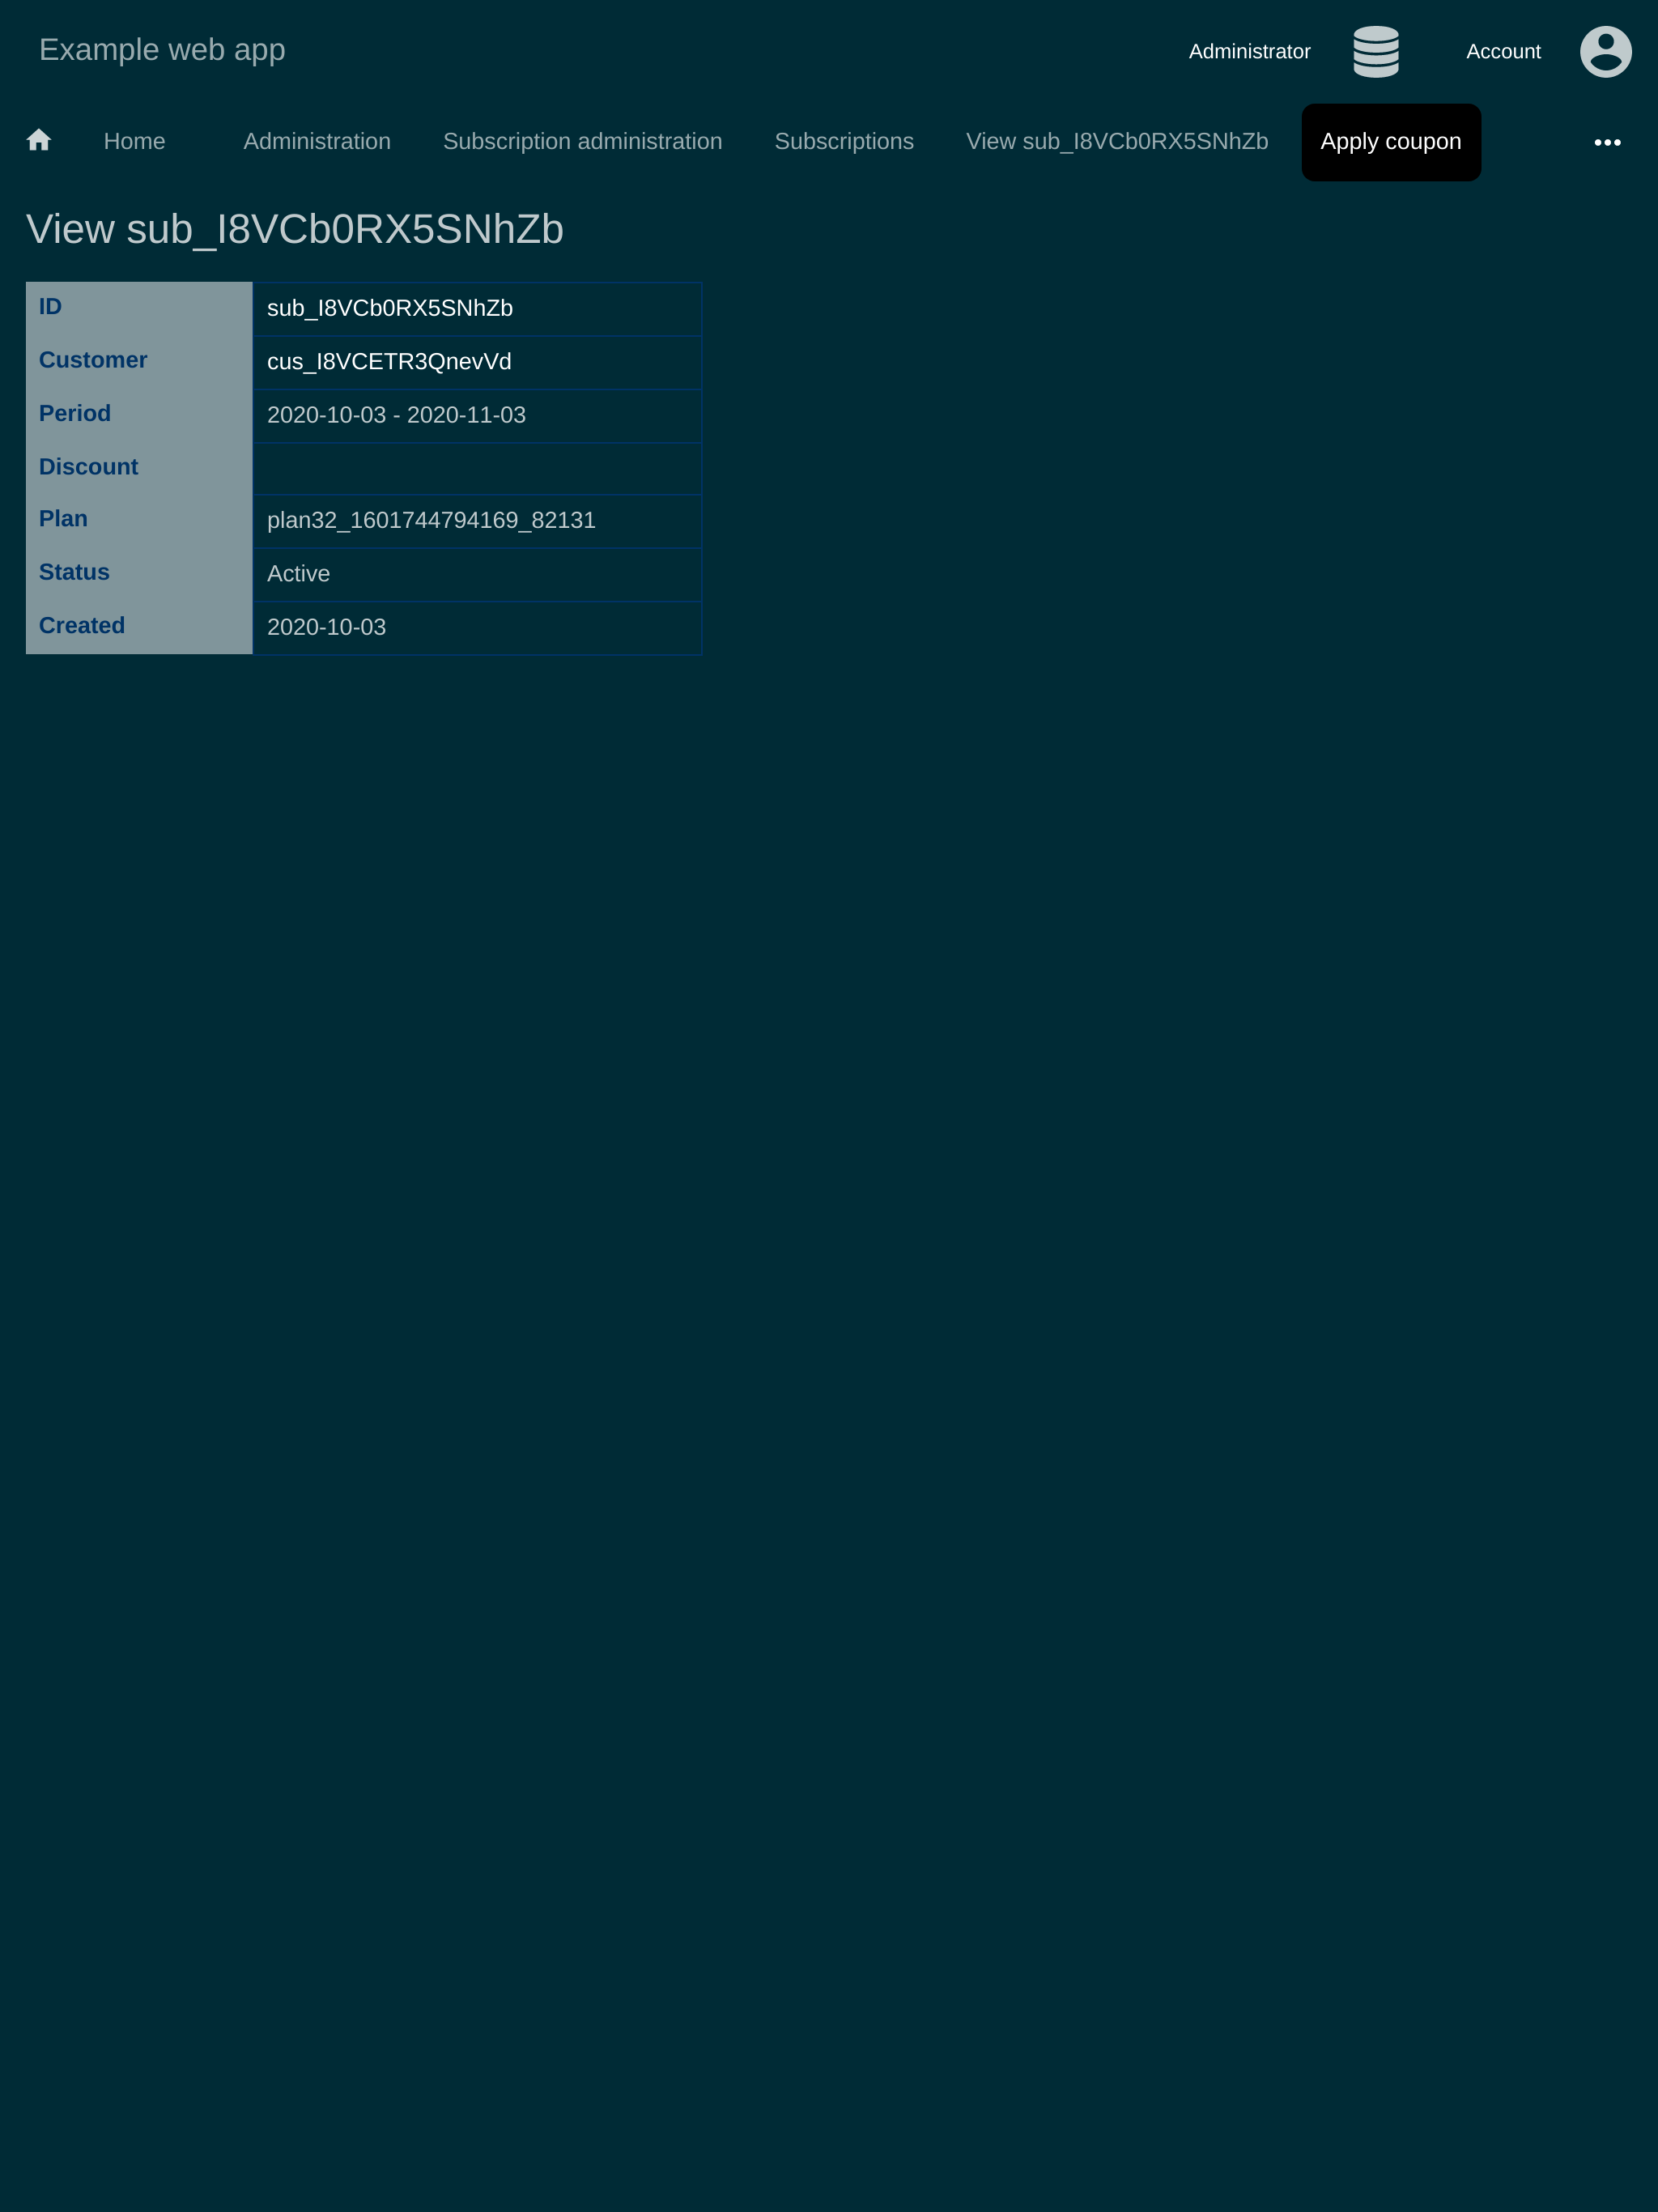 Example web app
Administrator
Account
Home Administration Subscription administration Subscriptions View sub_I8VCb0RX5SNhZb Apply coupon
View sub_I8VCb0RX5SNhZb
ID sub_I8VCb0RX5SNhZb
Customer cus_I8VCETR3QnevVd
Period 2020-10-03 - 2020-11-03
Discount
Plan plan32_1601744794169_82131
Status Active
Created 2020-10-03